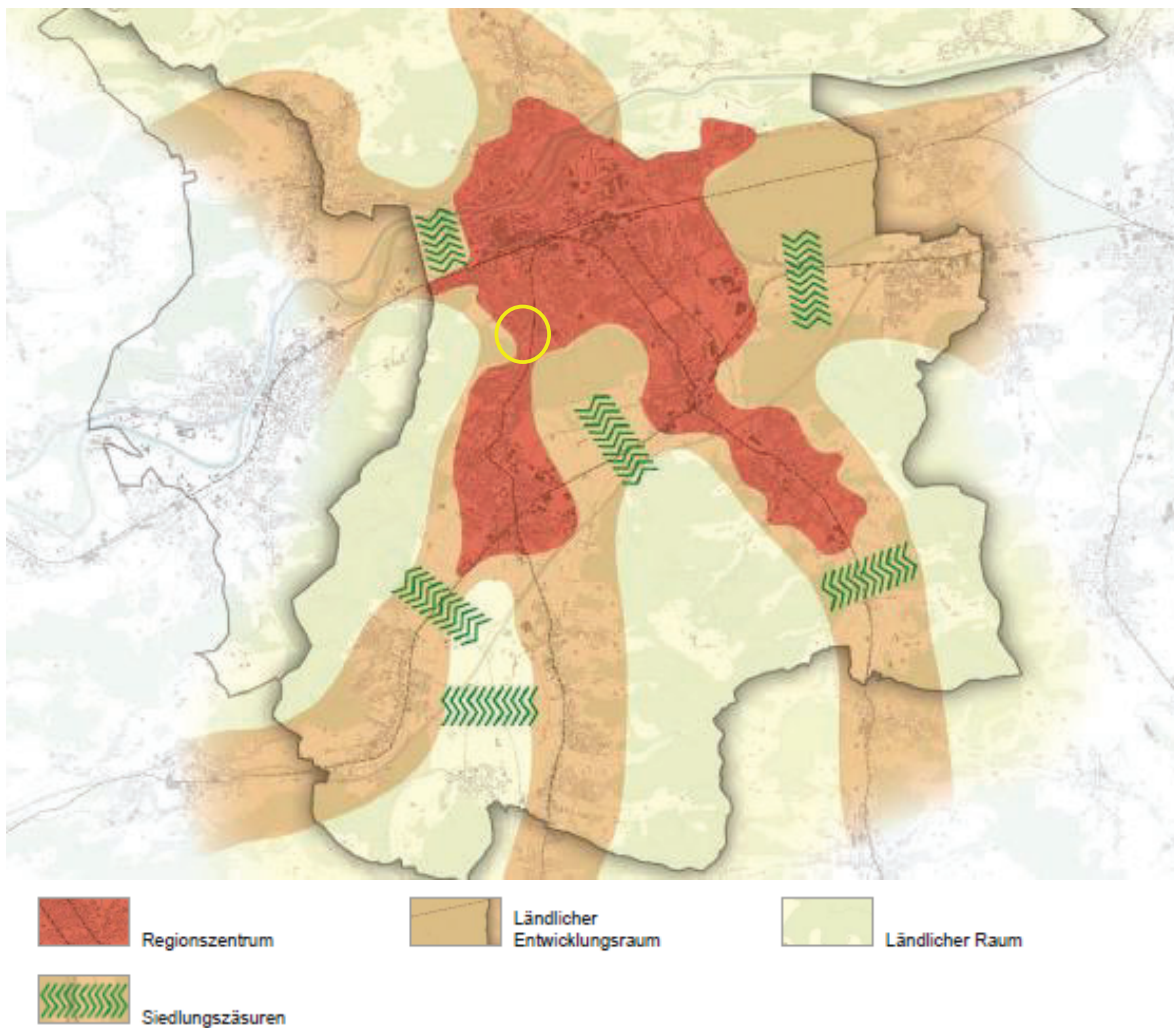 Regionszentrum
Ländlicher
Entwicklungsraum
Ländlicher Raum
Siedlungszäsuren